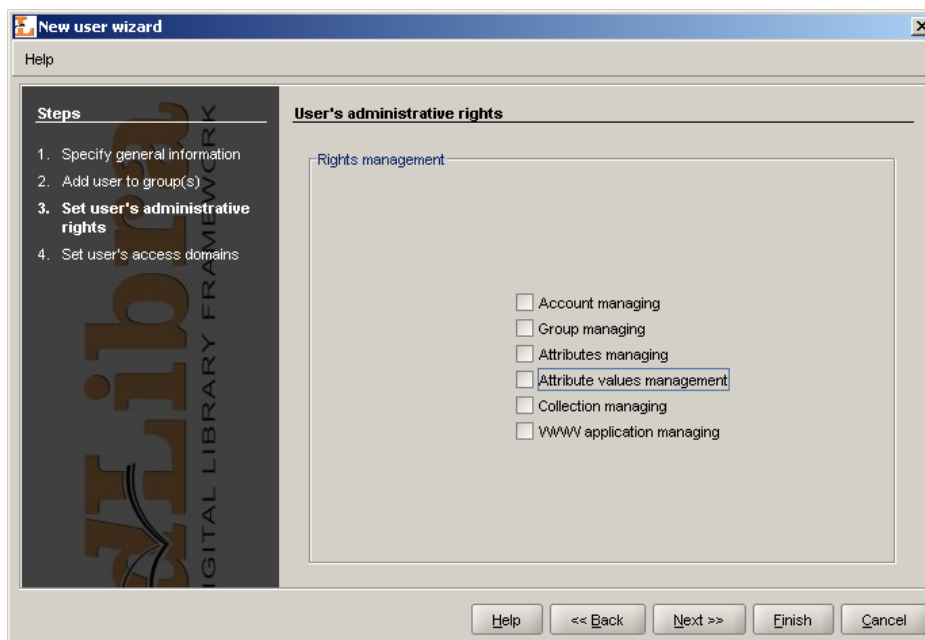 New user wizard
Help
Steps
1. Specify general information
2. Add user to group(s)
3. Set user's administrative
rights
4. Set user's access domains
dLibra
DIGITAL LIBRARY FRAMEWORK
User's administrative rights
Rights management
Account managing
Group managing
Attributes managing
Attribute values management
Collection managing
WWW application managing
Help
<< Back
Next >>
Finish
Cancel